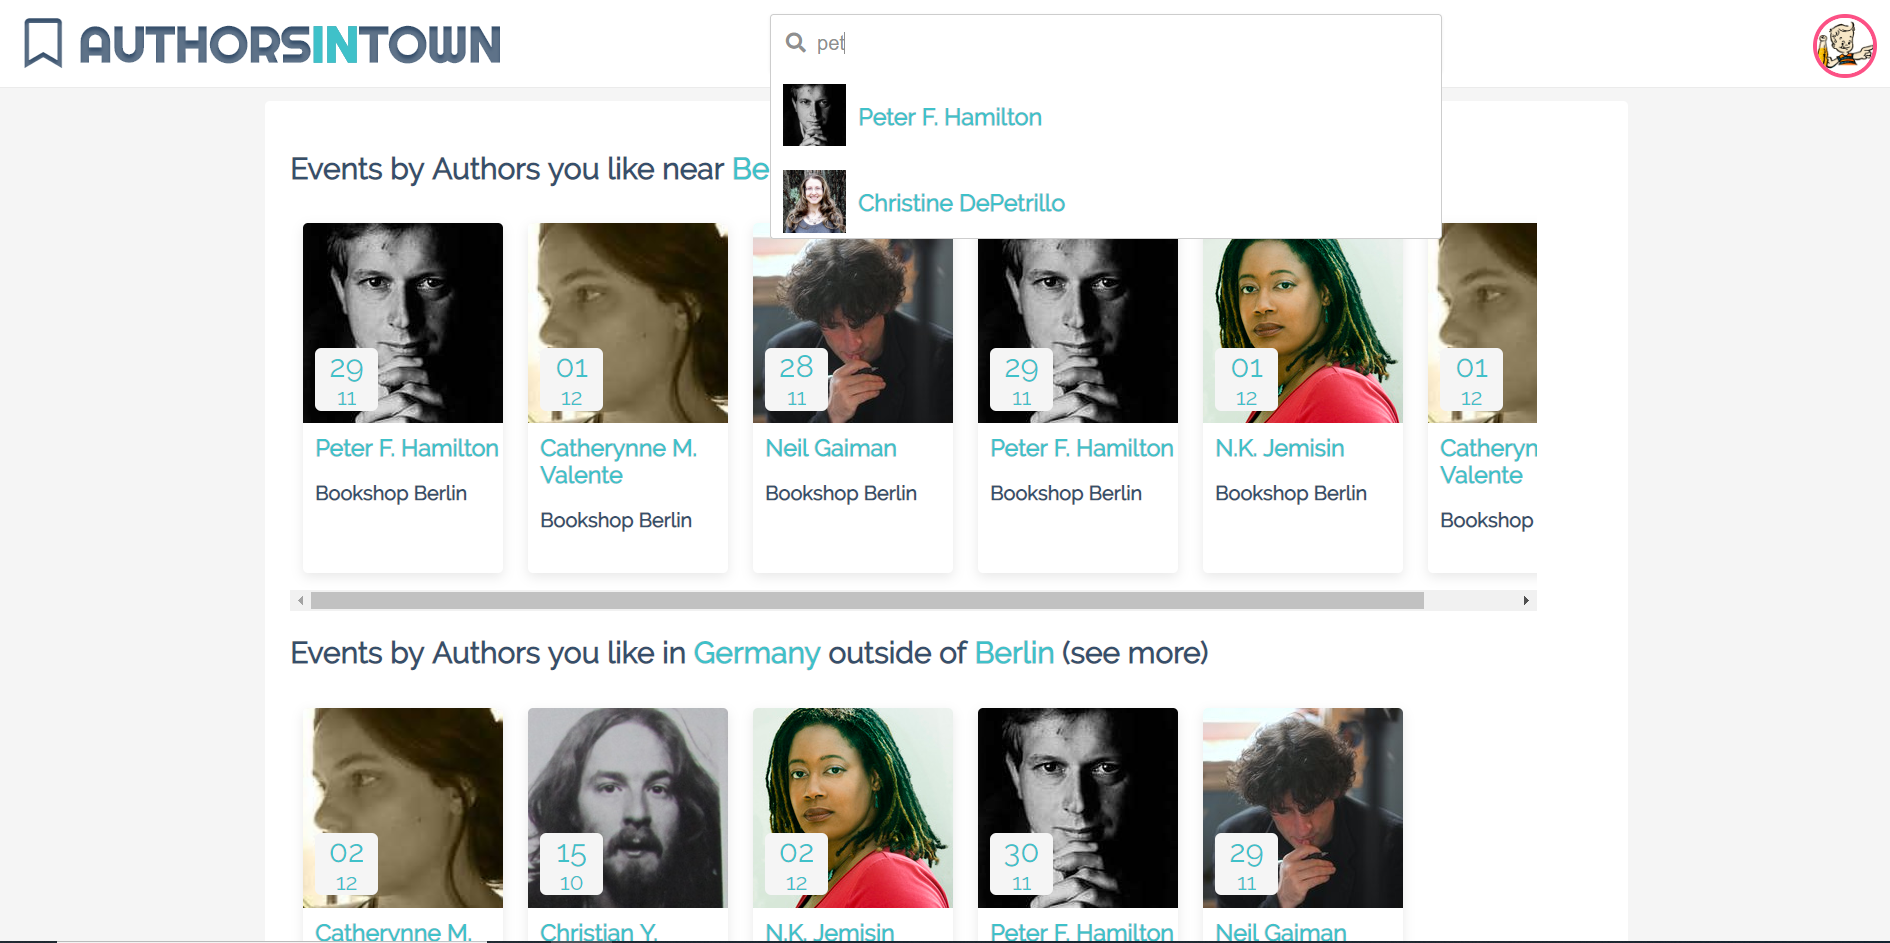 AUTHORSINTOWN
pet
Peter F. Hamilton
Christine DePetrillo
Events by Authors you like near Be
29
11
01
12
28
11
29
11
01
12
01
12
Peter F. Hamilton
Catherynne M.
Valente
Neil Gaiman
Peter F. Hamilton
N.K. Jemisin
Catheryn
Valente
Bookshop Berlin
Bookshop Berlin
Bookshop Berlin
Bookshop Berlin
Bookshop Berlin
Bookshop
Events by Authors you like in Germany outside of Berlin (see more)
02
12
15
10
02
12
30
11
29
11
Catherynne M.
Christian Y.
N.K. Jemisin
Peter F. Hamilton
Neil Gaiman